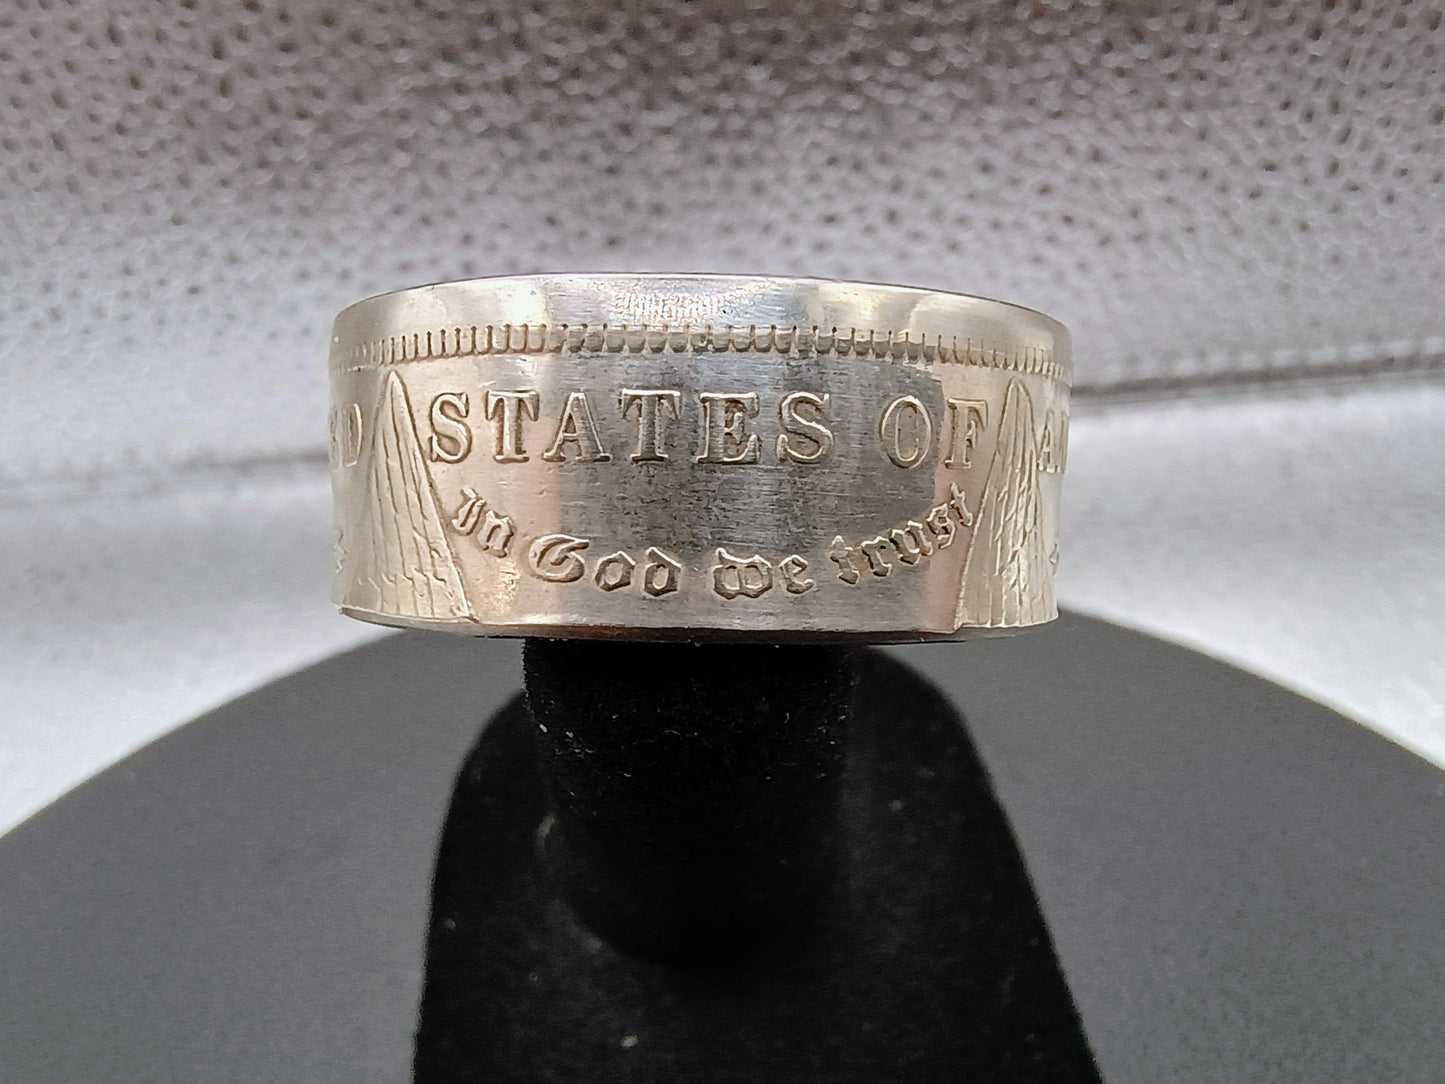 STATES OF
In God we trust